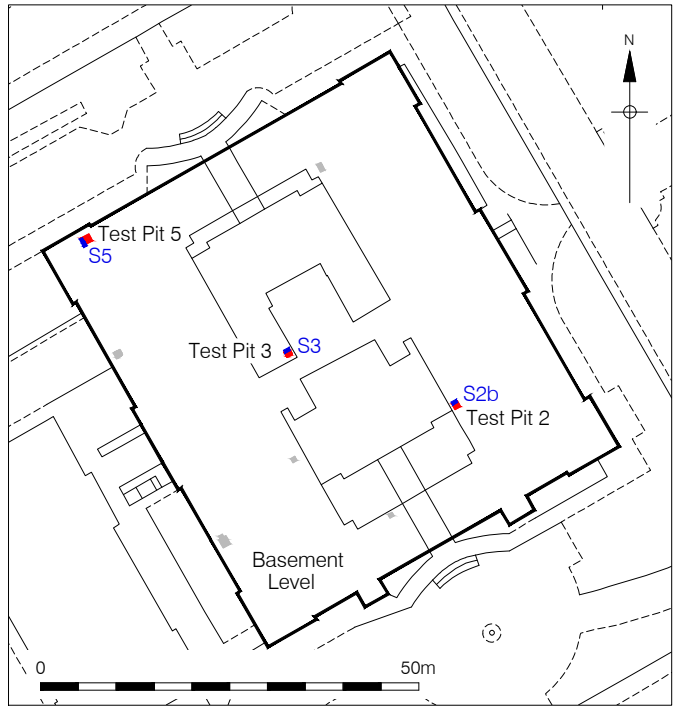 N
Test Pit 5
S5
Test Pit 3
S3
S2b
Test Pit 2
Basement
Level
0
50m